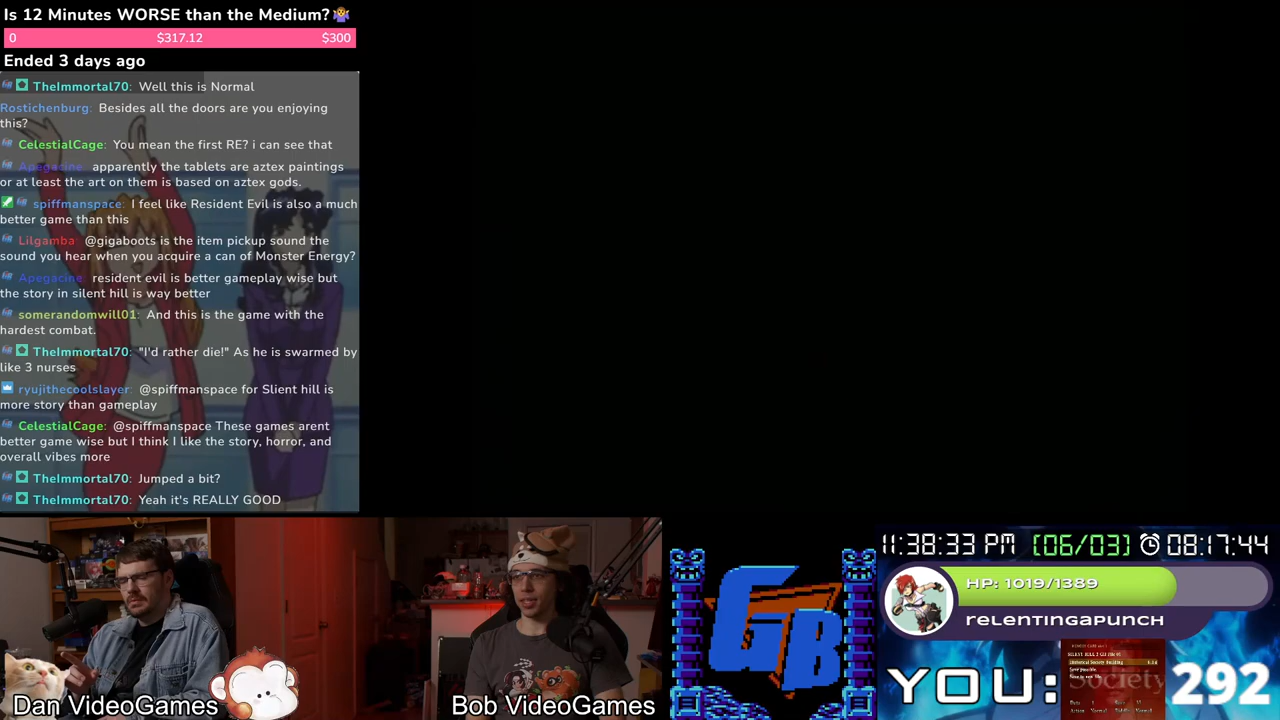 Is 12 Minutes WORSE than the Medium?🤷‍♀️
0 $317.12 $300
Ended 3 days ago
TheImmortal70: Well this is Normal
Rostichenburg: Besides all the doors are you enjoying
this?
CelestialCage: You mean the first RE? i can see that
Apegacine: apparently the tablets are aztex paintings
or at least the art on them is based on aztex gods.
spiffmanspace: I feel like Resident Evil is also a much
better game than this
Lilgamba: @gigaboots is the item pickup sound the
sound you hear when you acquire a can of Monster Energy?
Apegacine: resident evil is better gameplay wise but
the story in silent hill is way better
somerandomwill01: And this is the game with the
hardest combat.
TheImmortal70: "I'd rather die!" As he is swarmed by
like 3 nurses
ryujithecoolslayer: @spiffmanspace for Slient hill is
more story than gameplay
CelestialCage: @spiffmanspace These games arent
better game wise but I think I like the story, horror, and
overall vibes more
TheImmortal70: Jumped a bit?
TheImmortal70: Yeah it's REALLY GOOD
Dan VideoGames
Bob VideoGames
GB
11:38:33 PM [06/03] 08:17:44
HP: 1019/1389
relentingapunch
YOU:
Society
292